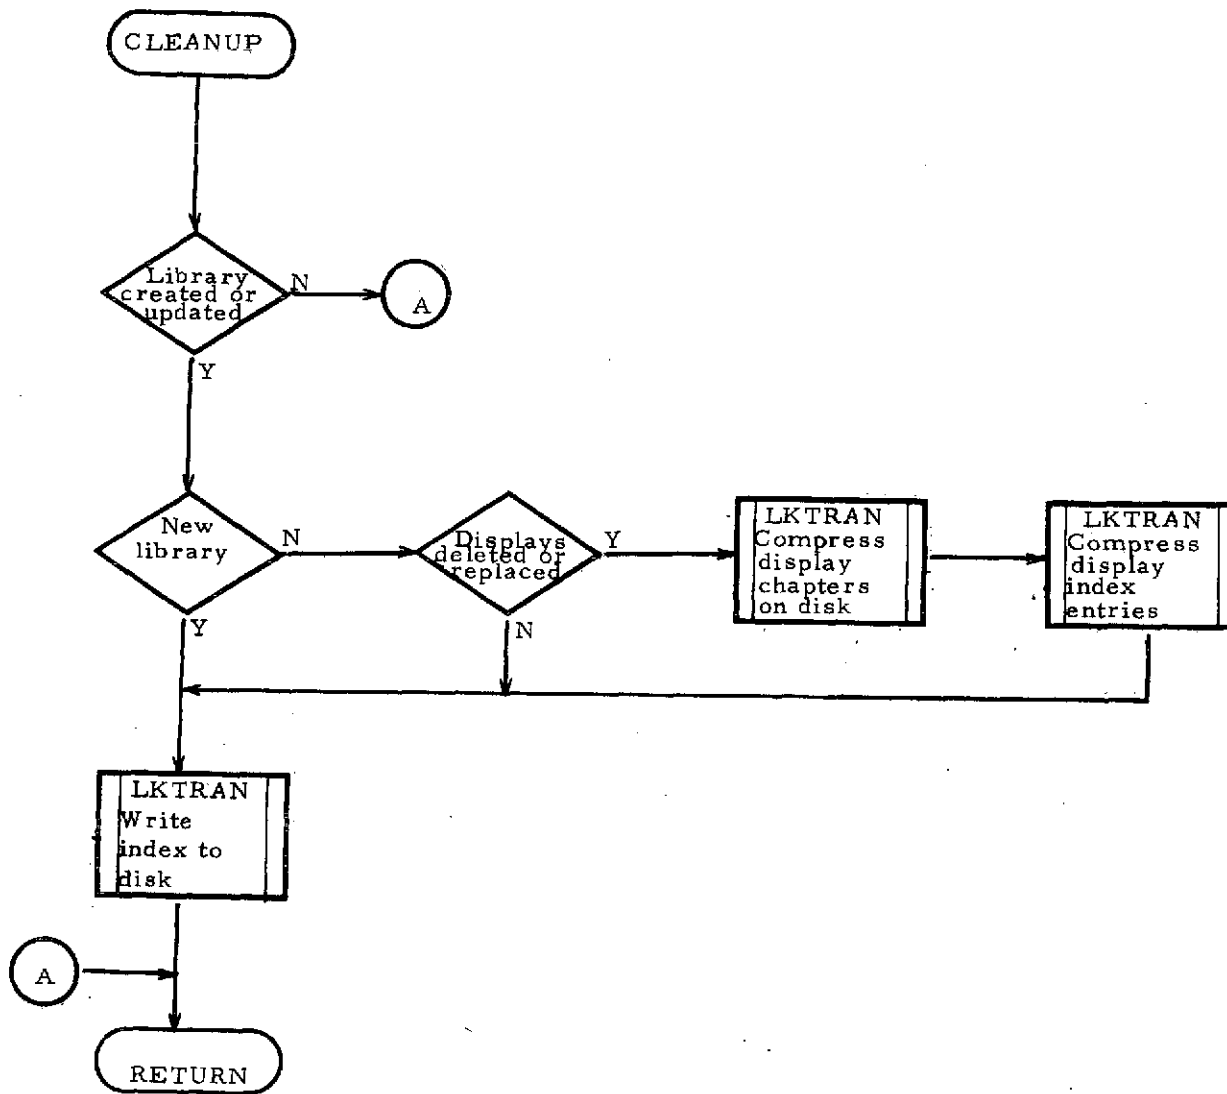 CLEANUP
Library
created or
updated
N
A
Y
New
library
N
Displays
deleted or
replaced
Y
LKTRAN
Compress
display
chapters
on disk
LKTRAN
Compress
display
index
entries
Y
N
LKTRAN
Write
index to
disk
A
RETURN